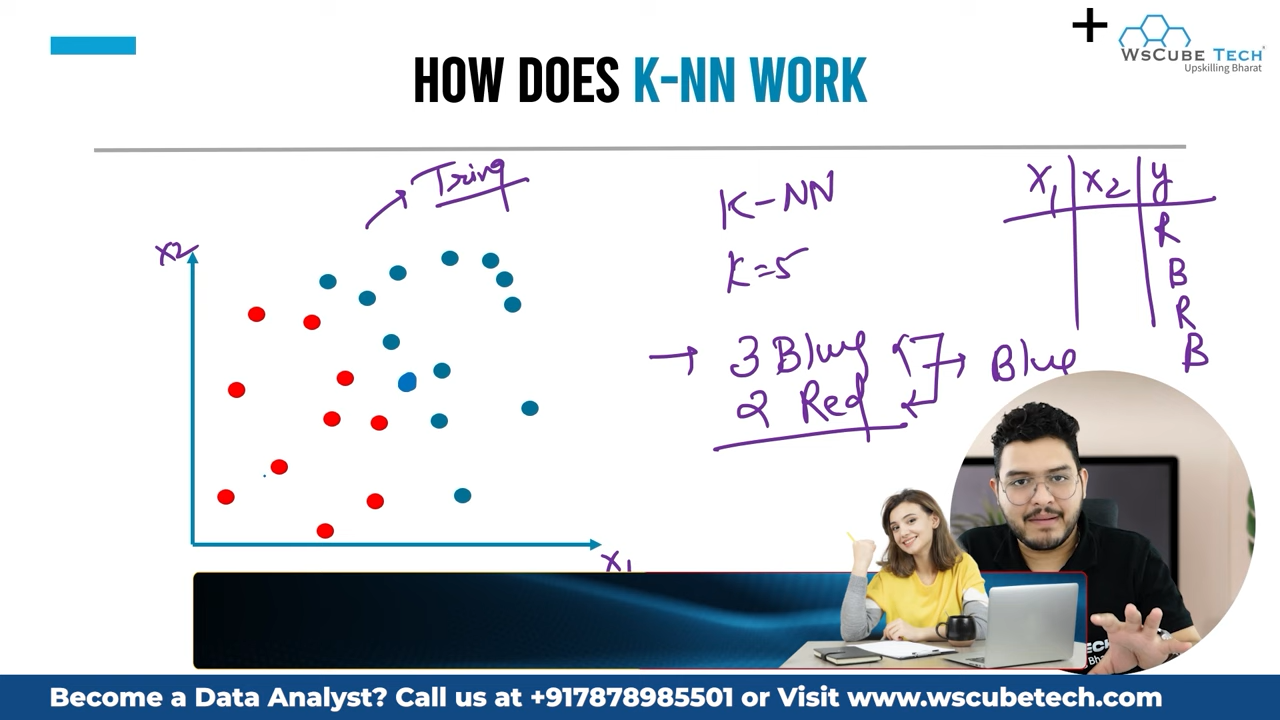 WsCube Tech
Upskilling Bharat
HOW DOES K-NN WORK
K-NN
K=5
X1 X2 y
R
B
R
B
X2
→ 3 Blue
2 Red
→ Blue
X1
Become a Data Analyst? Call us at +917878985501 or Visit www.wscubetech.com